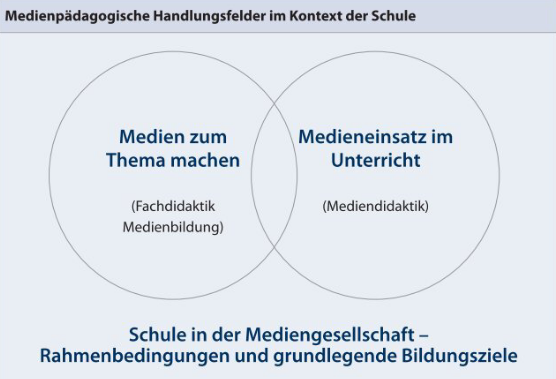 Medienpädagogische Handlungsfelder im Kontext der Schule
Medien zum
Thema machen
(Fachdidaktik
Medienbildung)
Medieneinsatz im
Unterricht
(Mediendidaktik)
Schule in der Mediengesellschaft –
Rahmenbedingungen und grundlegende Bildungsziele